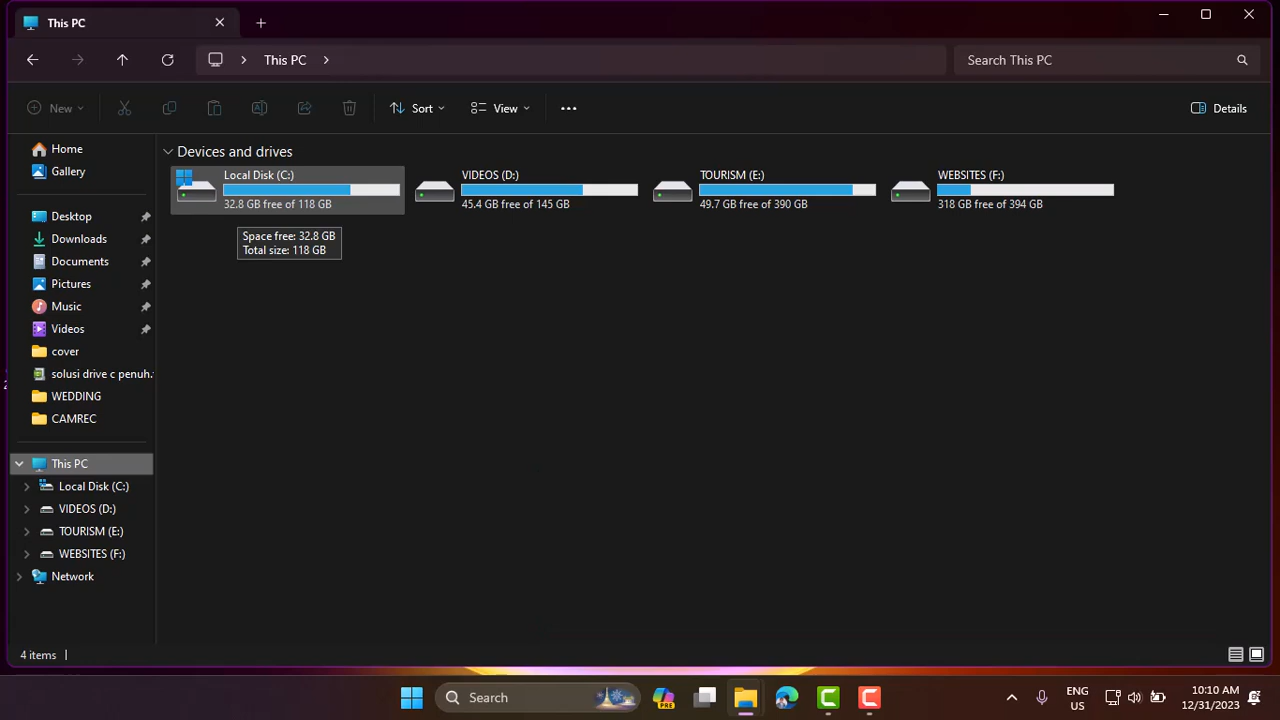 This PC
This PC
Search This PC
New
Sort
View
Details
Home
Gallery
Desktop
Downloads
Documents
Pictures
Music
Videos
cover
solusi drive c penuh.
WEDDING
CAMREC
This PC
Local Disk (C:)
VIDEOS (D:)
TOURISM (E:)
WEBSITES (F:)
Network
Devices and drives
Local Disk (C:)
32.8 GB free of 118 GB
VIDEOS (D:)
45.4 GB free of 145 GB
TOURISM (E:)
49.7 GB free of 390 GB
WEBSITES (F:)
318 GB free of 394 GB
Space free: 32.8 GB
Total size: 118 GB
4 items
Search
PRE
ENG
US
10:10 AM
12/31/2023